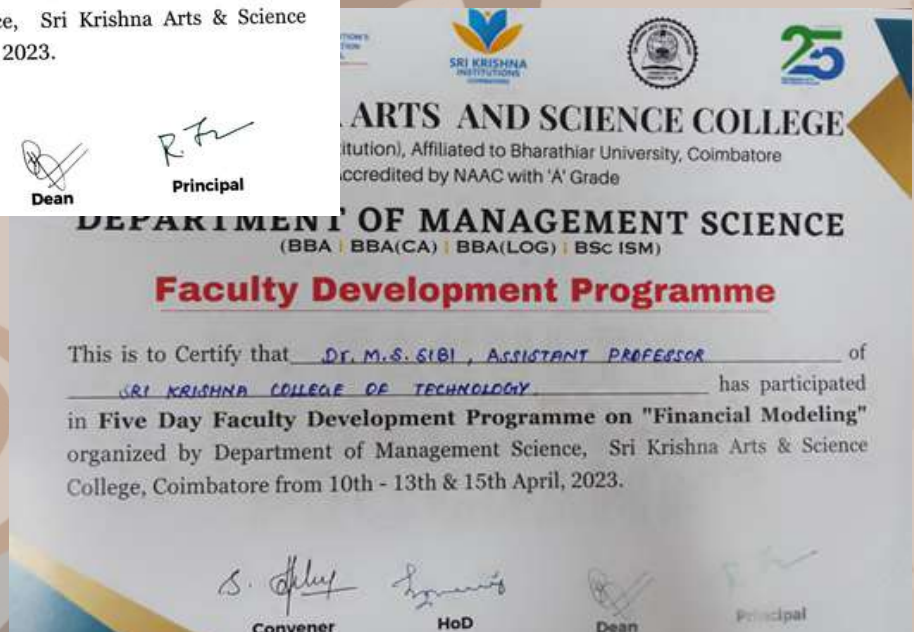 ce, Sri Krishna Arts & Science
2023.
Dean
Principal
SRI KRISHNA
INSTITUTIONS
COIMBATORE
25
ARTS AND SCIENCE COLLEGE
itution), Affiliated to Bharathiar University, Coimbatore
ccredited by NAAC with 'A' Grade
DEPARTMENT OF MANAGEMENT SCIENCE
(BBA | BBA(CA) | BBA(LOG) | BSc ISM)
Faculty Development Programme
This is to Certify that Dr. M.S. SIBI, ASSISTANT PROFESSOR of
SRI KRISHNA COLLEGE OF TECHNOLOGY has participated
in Five Day Faculty Development Programme on "Financial Modeling"
organized by Department of Management Science, Sri Krishna Arts & Science
College, Coimbatore from 10th - 13th & 15th April, 2023.
Convener
HoD
Dean
Principal